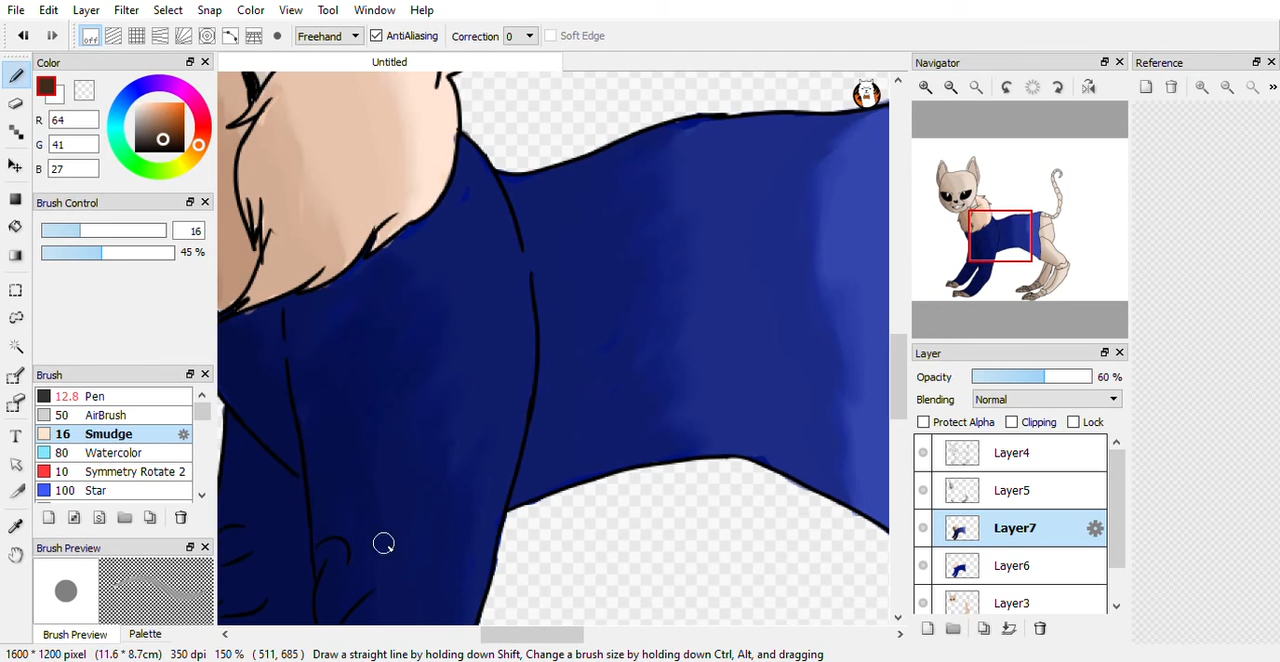 File Edit Layer Filter Select Snap Color View Tool Window Help
off Freehand AntiAliasing Correction 0 Soft Edge
Color Untitled Navigator Reference
R 64
G 41
B 27
Brush Control
16
45 %
Brush
12.8 Pen
50 AirBrush
16 Smudge
80 Watercolor
10 Symmetry Rotate 2
100 Star
Brush Preview
Brush Preview Palette
Layer
Opacity 60 %
Blending Normal
Protect Alpha Clipping Lock
Layer4
Layer5
Layer7
Layer6
Layer3
1600 * 1200 pixel (11.6 * 8.7cm) 350 dpi 150 % ( 511, 685 ) Draw a straight line by holding down Shift, Change a brush size by holding down Ctrl, Alt, and dragging